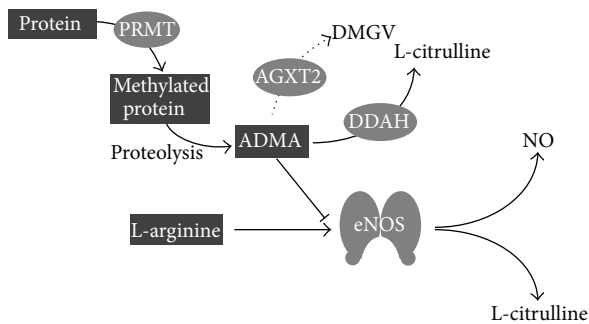 Protein
PRMT
DMGV
L-citrulline
AGXT2
Methylated
protein
DDAH
Proteolysis
ADMA
NO
L-arginine
eNOS
L-citrulline